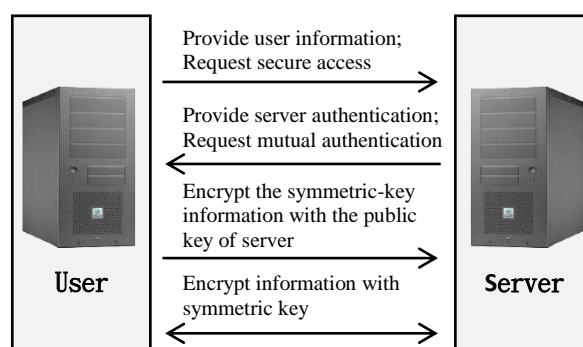 Provide user information;
Request secure access
Provide server authentication;
Request mutual authentication
Encrypt the symmetric-key
information with the public
key of server
Encrypt information with
symmetric key
User
Server